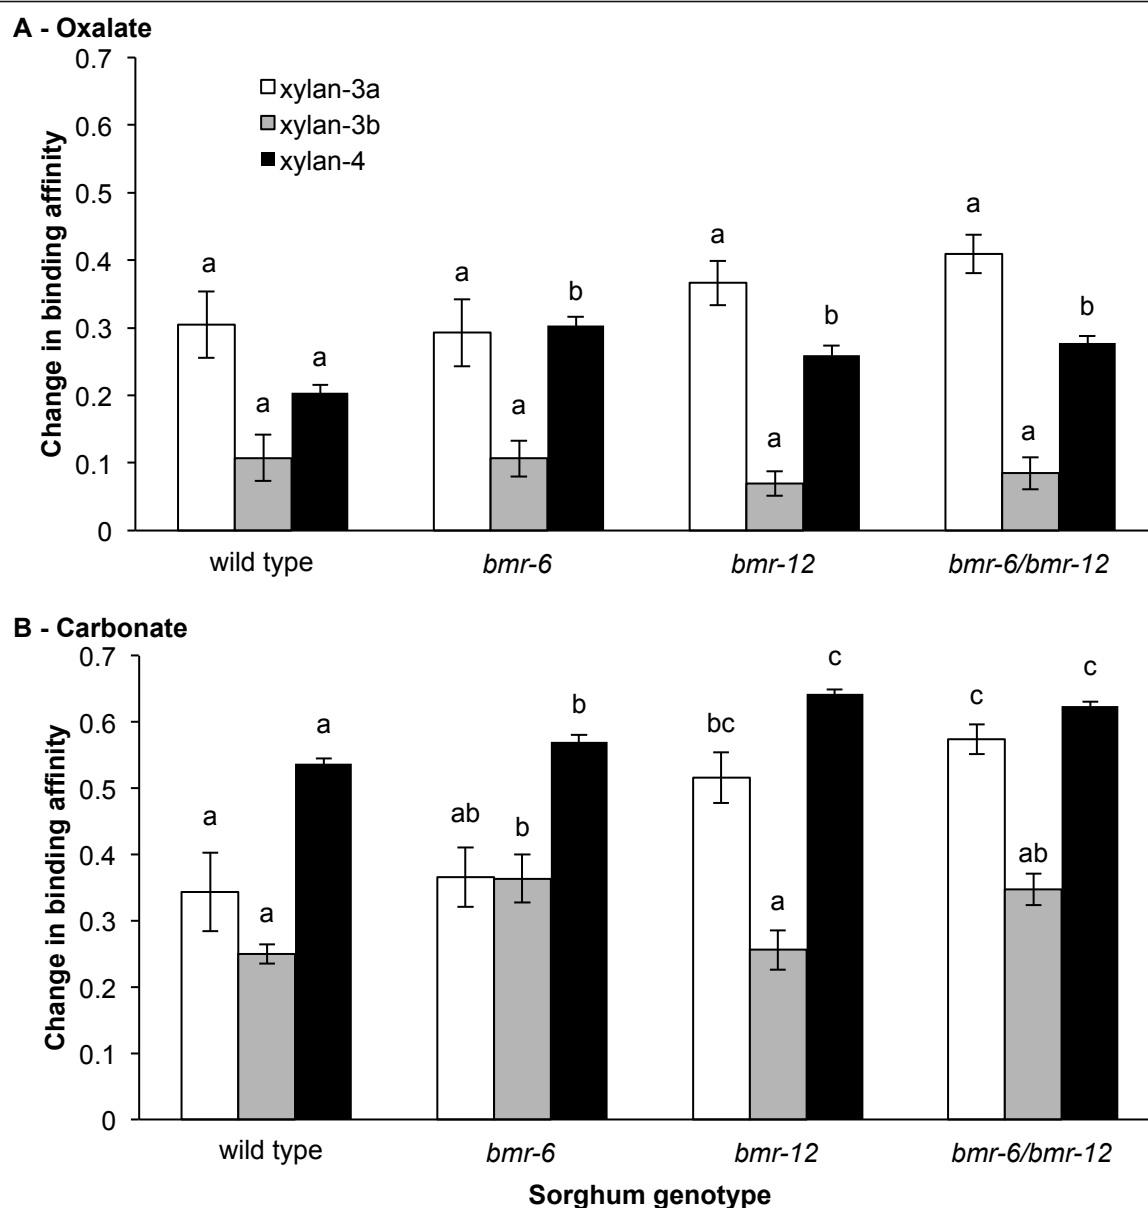 A - Oxalate
0.7
0.6
0.5
0.4
0.3
0.2
0.1
0
Change in binding affinity
xylan-3a
xylan-3b
xylan-4
a a a
a a b
a a b
a a b
wild type bmr-6 bmr-12 bmr-6/bmr-12
B - Carbonate
0.7
0.6
0.5
0.4
0.3
0.2
0.1
0
Change in binding affinity
a a a
ab b b
bc a c
c ab c
wild type bmr-6 bmr-12 bmr-6/bmr-12
Sorghum genotype